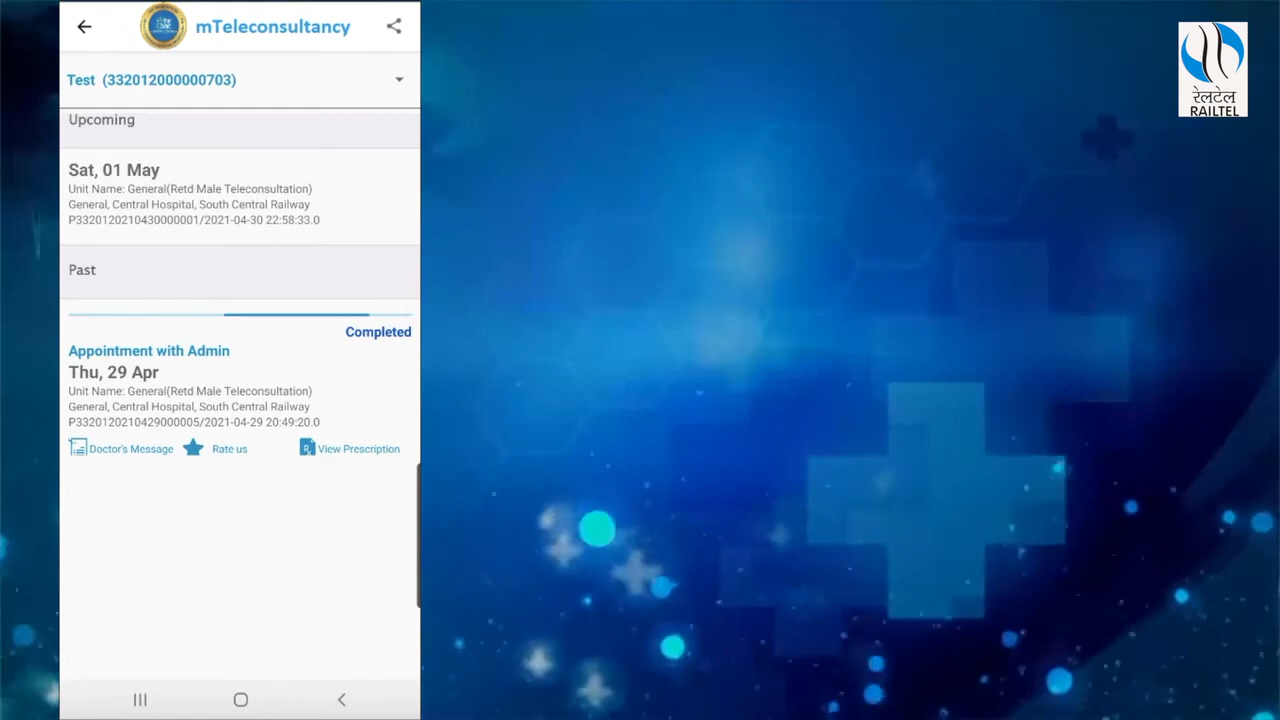 mTeleconsultancy
Test (332012000000703)
Upcoming
Sat, 01 May
Unit Name: General(Retd Male Teleconsultation)
General, Central Hospital, South Central Railway
P3320120210430000001/2021-04-30 22:58:33.0
Past
Completed
Appointment with Admin
Thu, 29 Apr
Unit Name: General(Retd Male Teleconsultation)
General, Central Hospital, South Central Railway
P3320120210429000005/2021-04-29 20:49:20.0
Doctor's Message Rate us View Prescription
रेलटेल
RAILTEL